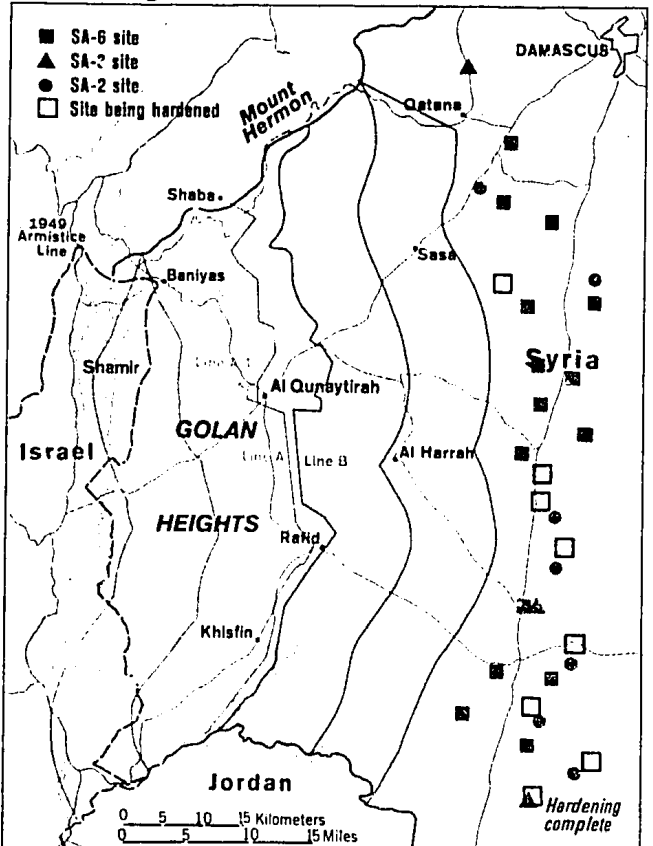 SA-6 site
SA-3 site
SA-2 site
Site being hardened
DAMASCUS
Mount
Hermon
Qatana
Shaba
1949
Armistice
Line
Baniyas
Sasa
Shamir
Syria
Line A
Al Qunaytirah
GOLAN
Israel
Line A
Line B
Al Harrah
HEIGHTS
Rafid
Khisfin
Jordan
0 5 10 15 Kilometers
0 5 10 15 Miles
Hardening
complete